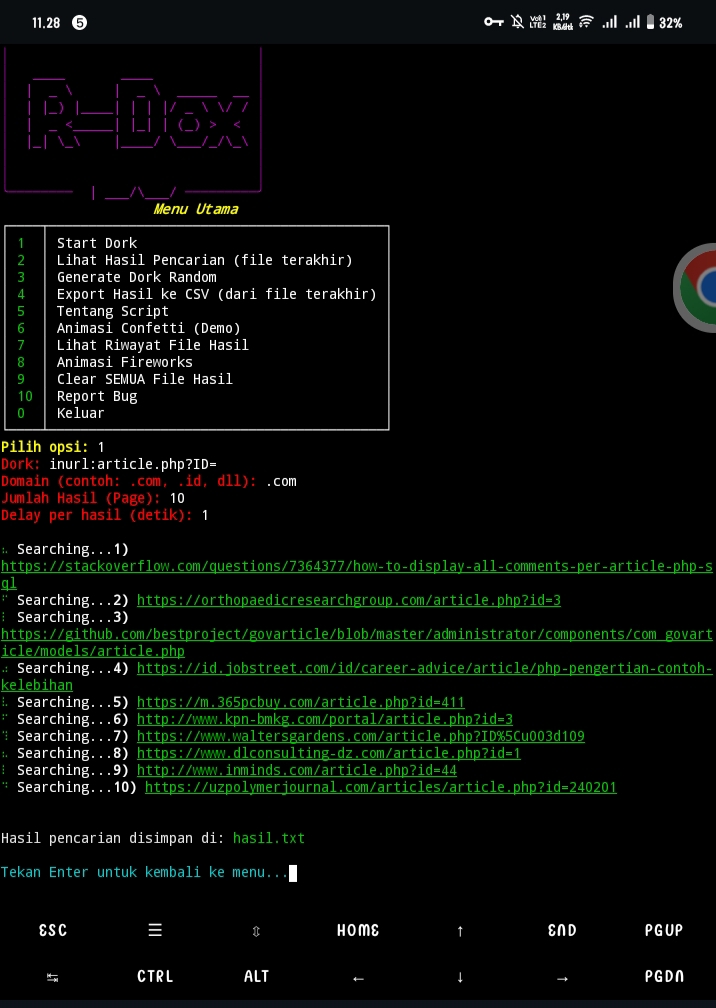 11.28 5 Vo1 LTE2 2,19 KB/dtk 32%
R-Dox
Menu Utama
1 Start Dork
2 Lihat Hasil Pencarian (file terakhir)
3 Generate Dork Random
4 Export Hasil ke CSV (dari file terakhir)
5 Tentang Script
6 Animasi Confetti (Demo)
7 Lihat Riwayat File Hasil
8 Animasi Fireworks
9 Clear SEMUA File Hasil
10 Report Bug
0 Keluar
Pilih opsi: 1
Dork: inurl:article.php?ID=
Domain (contoh: .com, .id, dll): .com
Jumlah Hasil (Page): 10
Delay per hasil (detik): 1
Searching...1)
https://stackoverflow.com/questions/7364377/how-to-display-all-comments-per-article-php-s
ql
Searching...2) https://orthopaedicresearchgroup.com/article.php?id=3
Searching...3)
https://github.com/bestproject/govarticle/blob/master/administrator/components/com_govart
icle/models/article.php
Searching...4) https://id.jobstreet.com/id/career-advice/article/php-pengertian-contoh-
kelebihan
Searching...5) https://m.365pcbuy.com/article.php?id=411
Searching...6) http://www.kpn-bmkg.com/portal/article.php?id=3
Searching...7) https://www.waltersgardens.com/article.php?ID%5Cu003d109
Searching...8) https://www.dlconsulting-dz.com/articles.php?id=1
Searching...9) http://www.inminds.com/article.php?id=44
Searching...10) https://uzpolymerjournal.com/articles/article.php?id=240201
Hasil pencarian disimpan di: hasil.txt
Tekan Enter untuk kembali ke menu...
ESC ☰ ⇳ HOME ↑ END PGUP
↹ CTRL ALT ← ↓ → PGDN